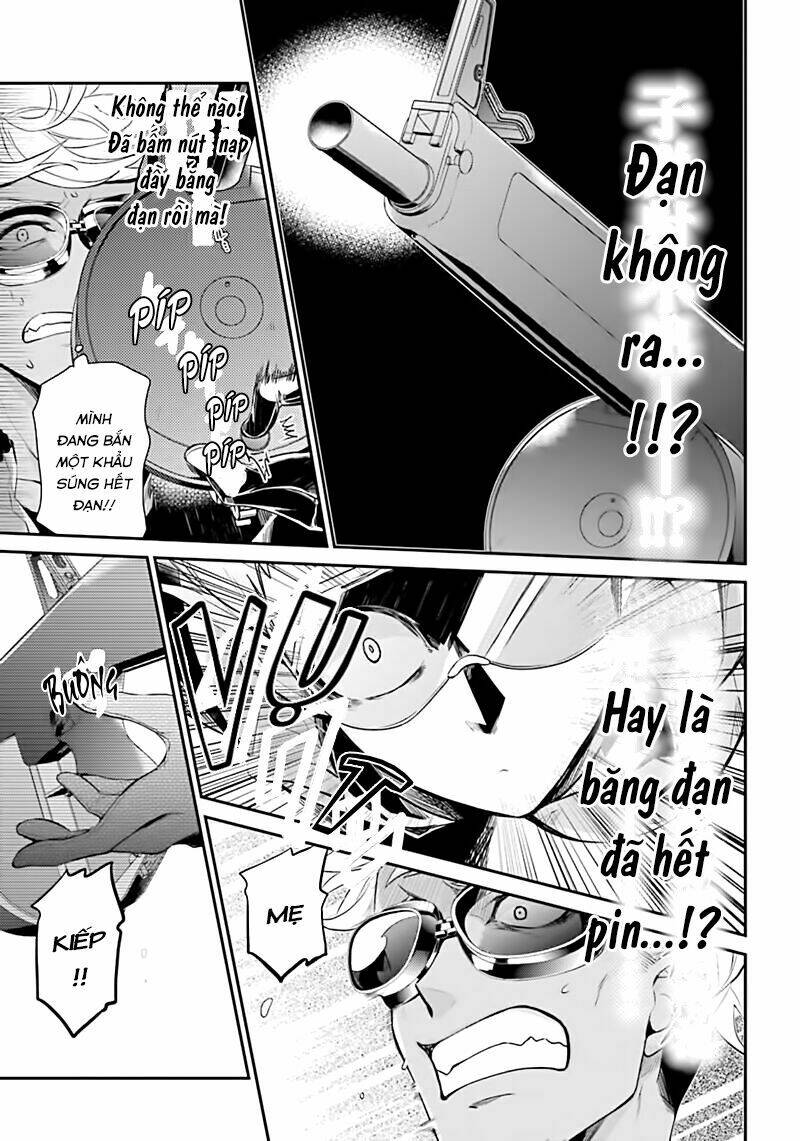 Đạn
không
ra...
!!?
Không thể nào!
Đã bấm nút nạp
đầy băng
đạn rồi mà!
PÍP
PÍP
PÍP
PÍP
MÌNH
ĐANG BẮN
MỘT KHẨU
SÚNG HẾT
ĐẠN!!
VỤT
Hay là
băng đạn
đã hết
pin...!?
BUÔNG
MẸ
KIẾP
!!